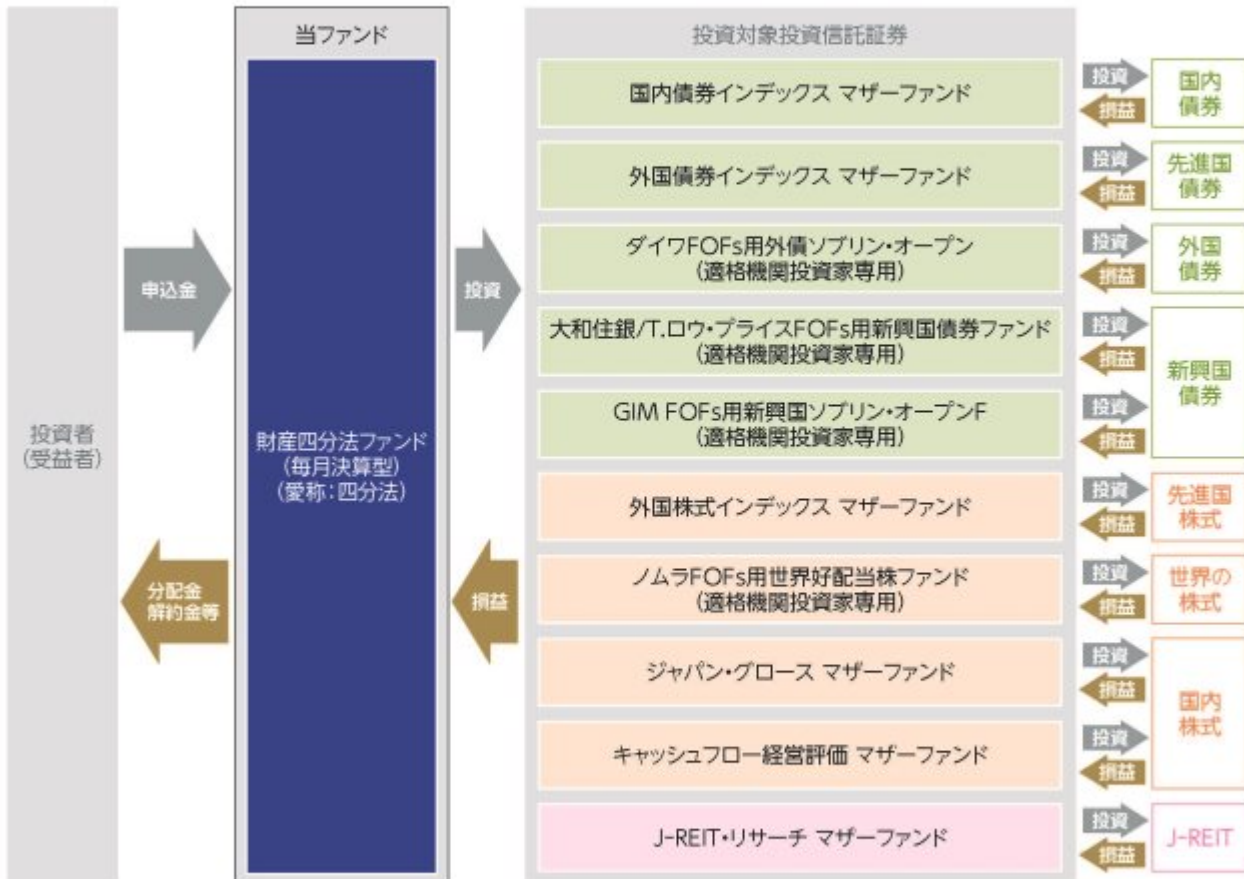 投資者
(受益者)
申込金
分配金
解約金等
当ファンド
財産四分法ファンド
(毎月決算型)
(愛称:四分法)
投資
損益
投資対象投資信託証券
国内債券インデックス マザーファンド
投資
損益
国内
債券
外国債券インデックス マザーファンド
投資
損益
先進国
債券
ダイワFOFs用外債ソブリン・オープン
(適格機関投資家専用)
投資
損益
外国
債券
大和住銀/T.ロウ・プライスFOFs用新興国債券ファンド
(適格機関投資家専用)
投資
損益
GIM FOFs用新興国ソブリン・オープンF
(適格機関投資家専用)
投資
損益
新興国
債券
外国株式インデックス マザーファンド
投資
損益
先進国
株式
ノムラFOFs用世界好配当株ファンド
(適格機関投資家専用)
投資
損益
世界の
株式
ジャパン・グロース マザーファンド
投資
損益
キャッシュフロー経営評価 マザーファンド
投資
損益
国内
株式
J-REIT・リサーチ マザーファンド
投資
損益
J-REIT